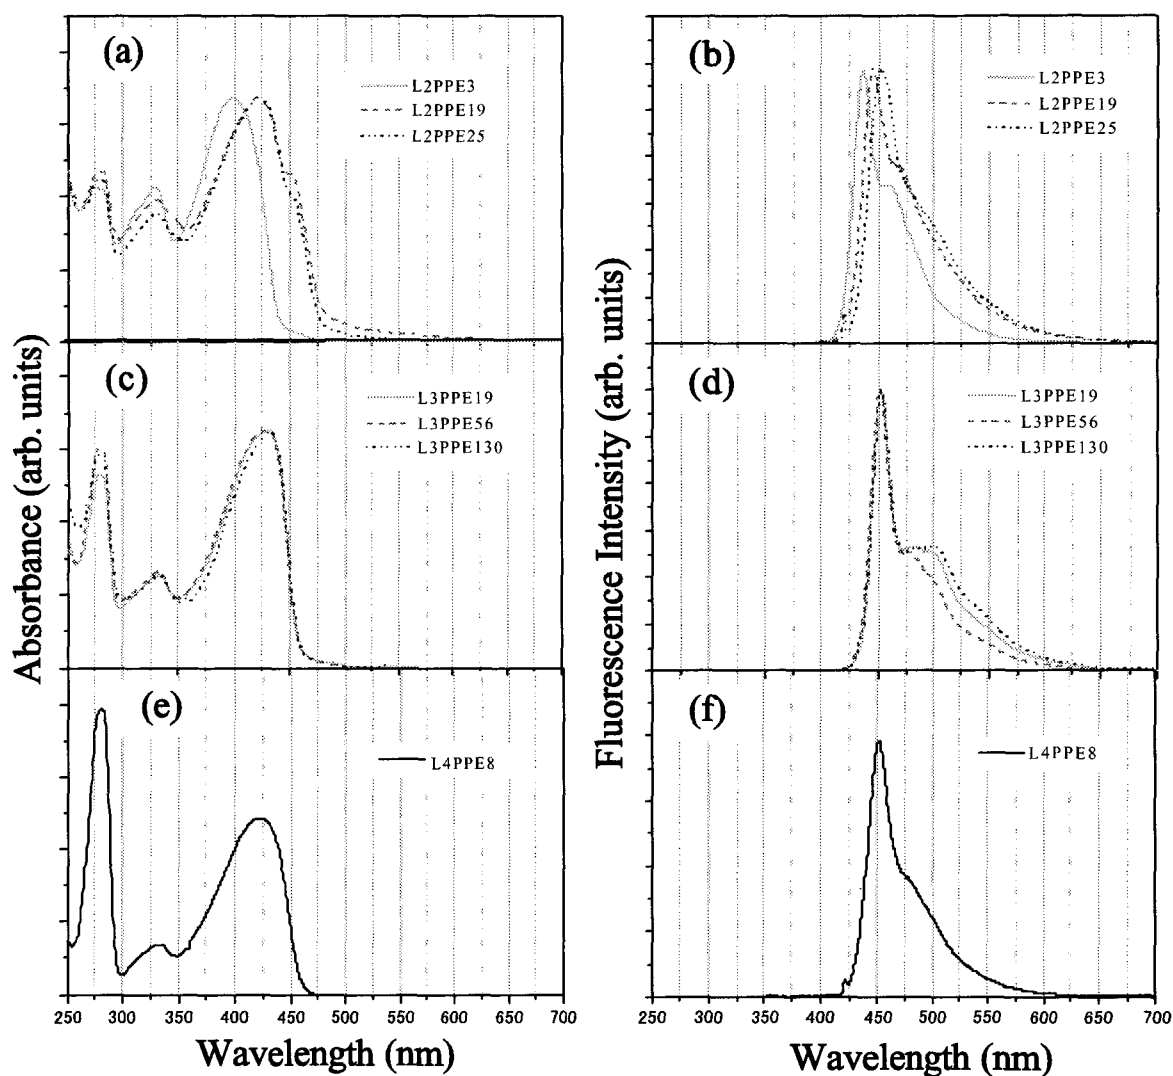 (a)
L2PPE3
L2PPE19
L2PPE25
(b)
L2PPE3
L2PPE19
L2PPE25
(c)
L3PPE19
L3PPE56
L3PPE130
(d)
L3PPE19
L3PPE56
L3PPE130
(e)
L4PPE8
(f)
L4PPE8
Absorbance (arb. units)
Fluorescence Intensity (arb. units)
250 300 350 400 450 500 550 600 650 700
Wavelength (nm)
250 300 350 400 450 500 550 600 650 700
Wavelength (nm)